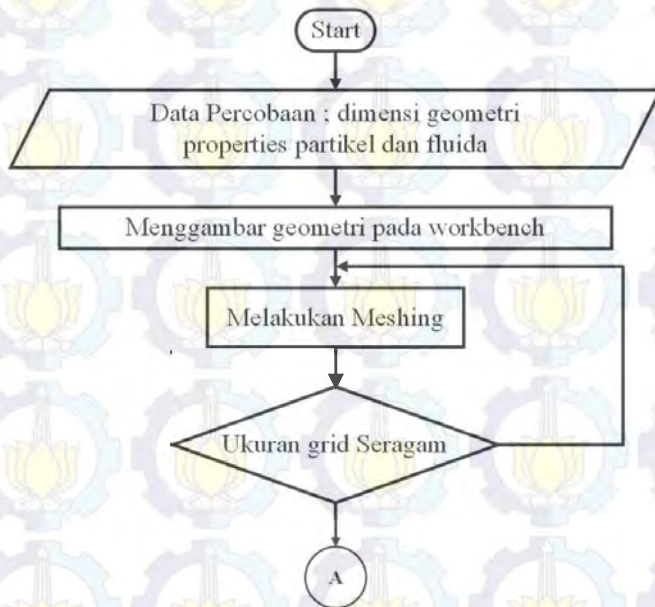 Start
Data Percobaan ; dimensi geometri
properties partikel dan fluida
Menggambar geometri pada workbench
Melakukan Meshing
Ukuran grid Seragam
A